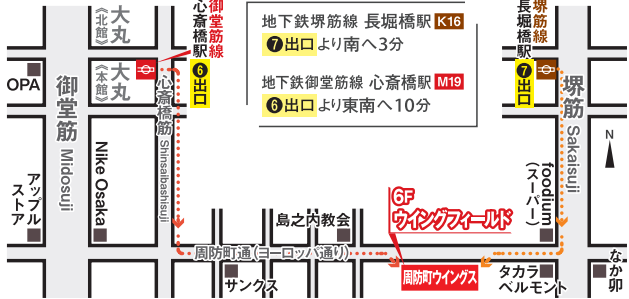 大丸
《北館》
御堂筋線
心斎橋駅
❻出口
地下鉄堺筋線 長堀橋駅 K16
❼出口より南へ3分
地下鉄御堂筋線 心斎橋駅 M19
❻出口より東南へ10分
堺筋線
長堀橋駅
❼出口
OPA
御堂筋
Midosuji
大丸
《本館》
心斎橋筋
Shinsaibashisuji
堺筋
Sakaisuji
N
アップル
ストア
Nike Osaka
島之内教会
6F
ウイングフィールド
foodium
(スーパー)
周防町通(ヨーロッパ通り)
サンクス
周防町ウイングス
タカラ
ベルモント
なか卯